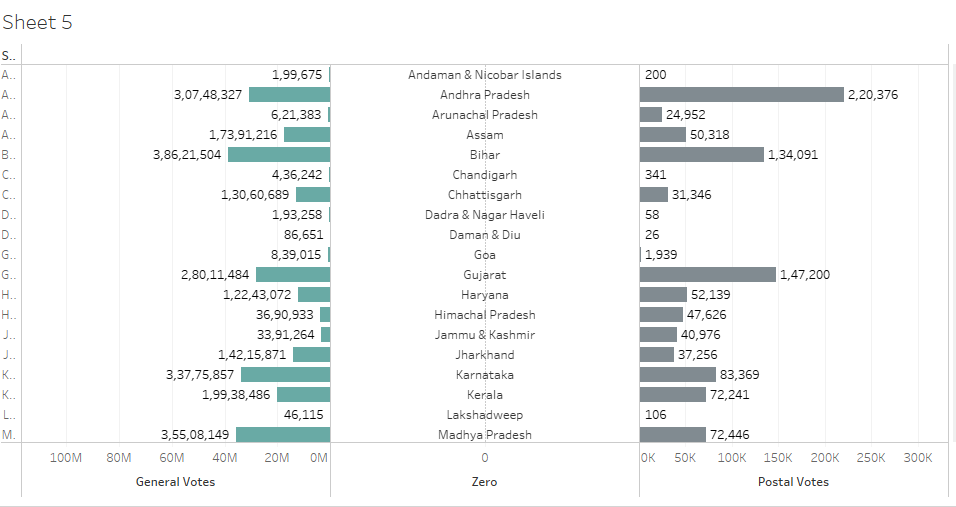 Sheet 5
S..
A.. 1,99,675 Andaman & Nicobar Islands 200
A.. 3,07,48,327 Andhra Pradesh 2,20,376
A.. 6,21,383 Arunachal Pradesh 24,952
A.. 1,73,91,216 Assam 50,318
B.. 3,86,21,504 Bihar 1,34,091
C.. 4,36,242 Chandigarh 341
C.. 1,30,60,689 Chhattisgarh 31,346
D.. 1,93,258 Dadra & Nagar Haveli 58
D.. 86,651 Daman & Diu 26
G.. 8,39,015 Goa 1,939
G.. 2,80,11,484 Gujarat 1,47,200
H.. 1,22,43,072 Haryana 52,139
H.. 36,90,933 Himachal Pradesh 47,626
J.. 33,91,264 Jammu & Kashmir 40,976
J.. 1,42,15,871 Jharkhand 37,256
K.. 3,37,75,857 Karnataka 83,369
K.. 1,99,38,486 Kerala 72,241
L.. 46,115 Lakshadweep 106
M.. 3,55,08,149 Madhya Pradesh 72,446
100M 80M 60M 40M 20M 0M 0 0K 50K 100K 150K 200K 250K 300K
General Votes Zero Postal Votes